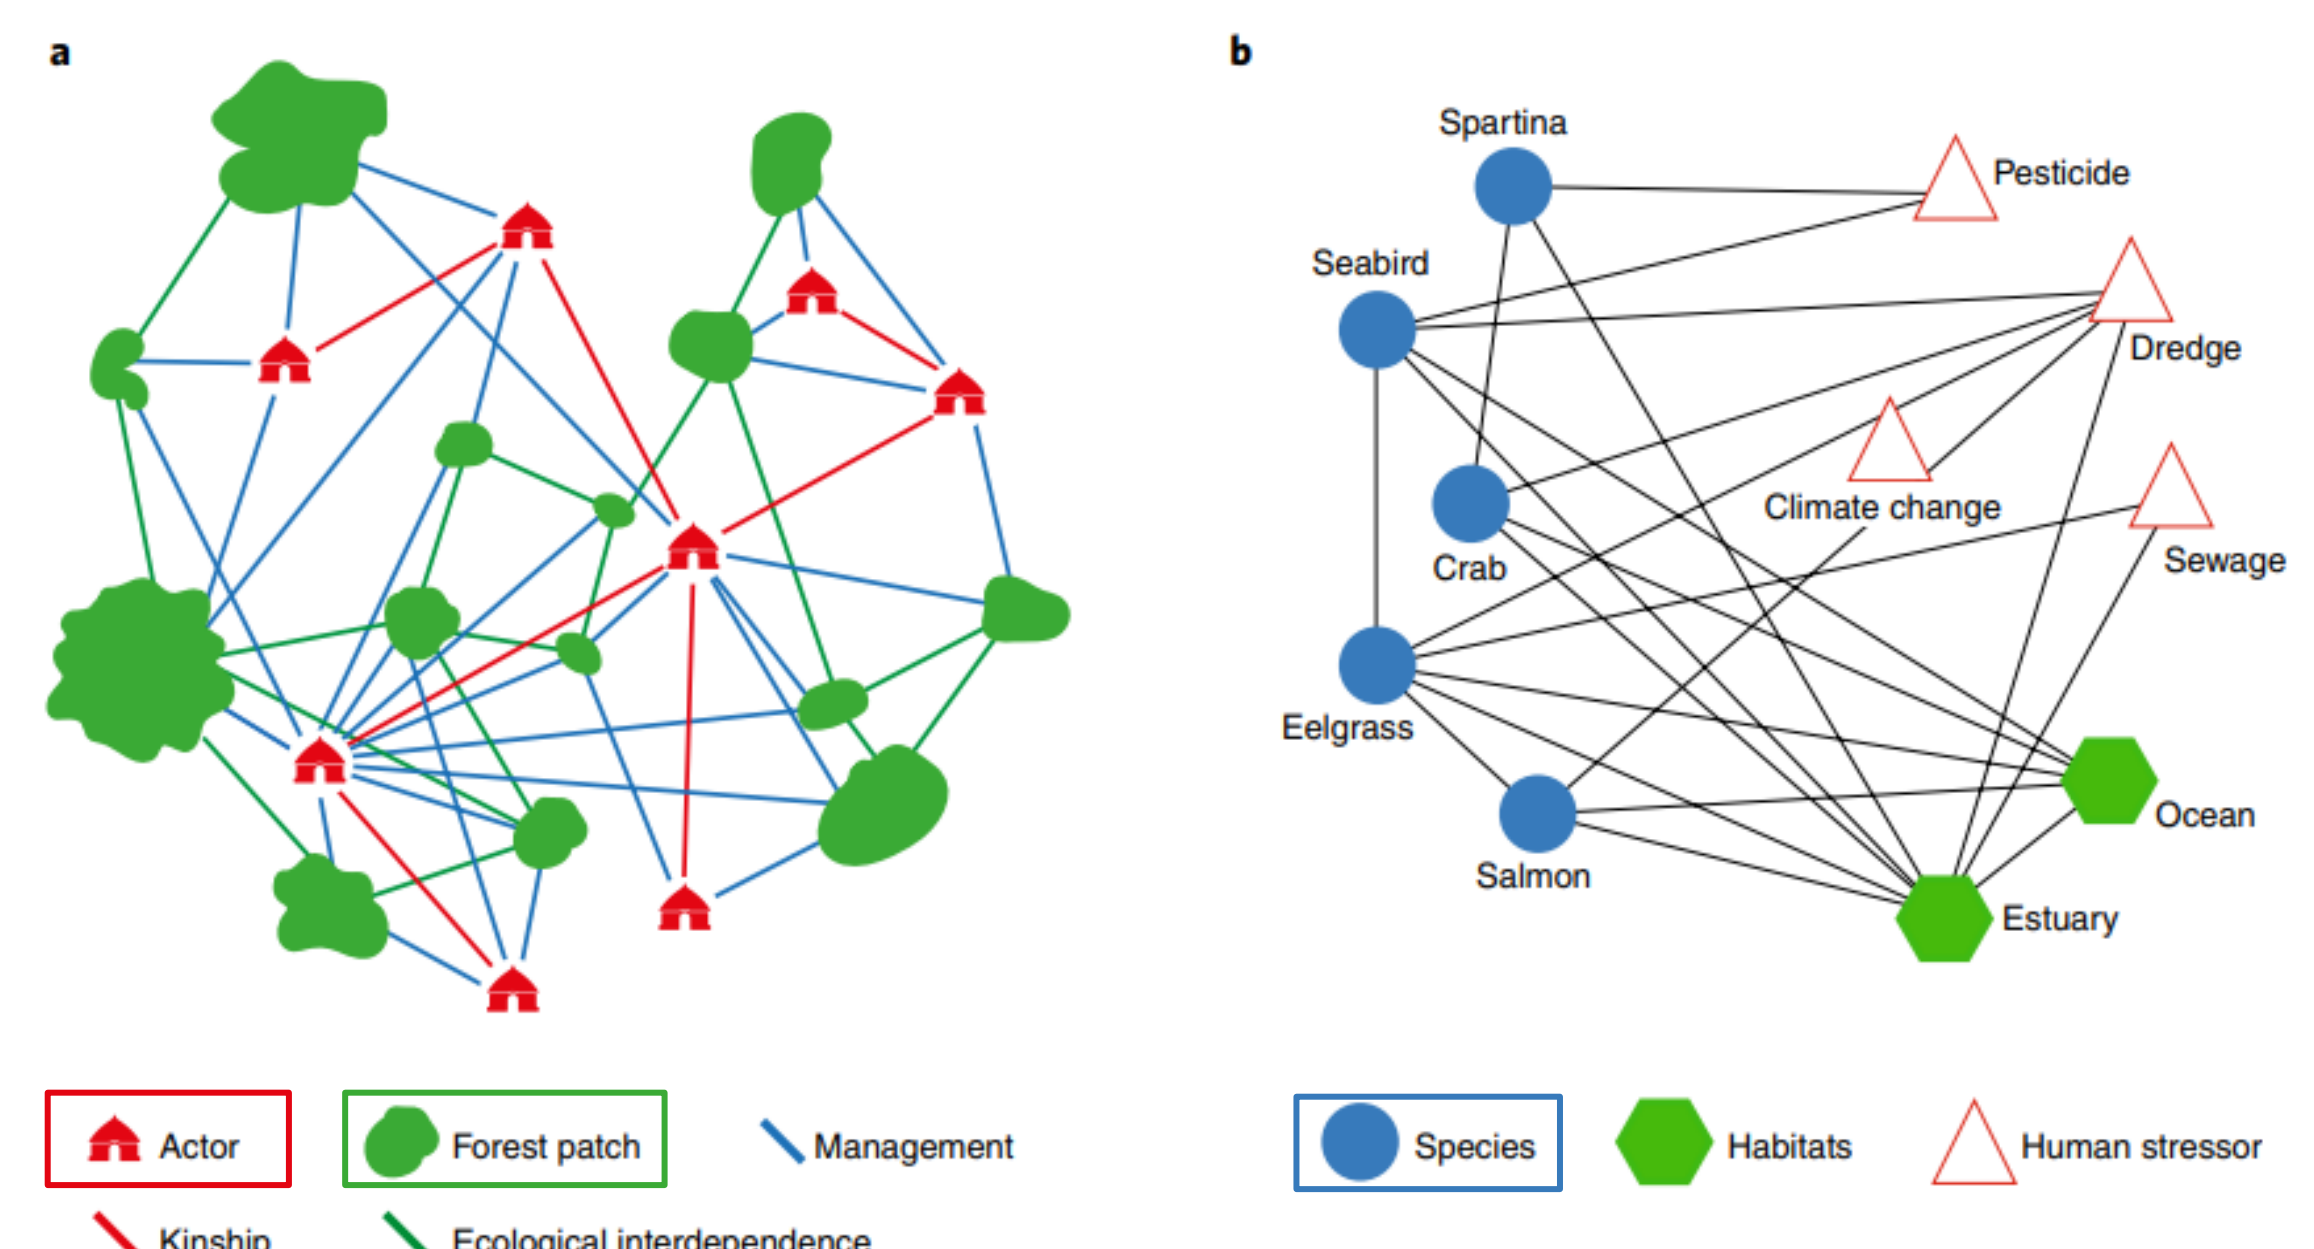 a
b
Spartina
Pesticide
Seabird
Dredge
Climate change
Crab
Sewage
Eelgrass
Ocean
Salmon
Estuary
Actor
Forest patch
Management
Species
Habitats
Human stressor
Kinship
Ecological interdependence